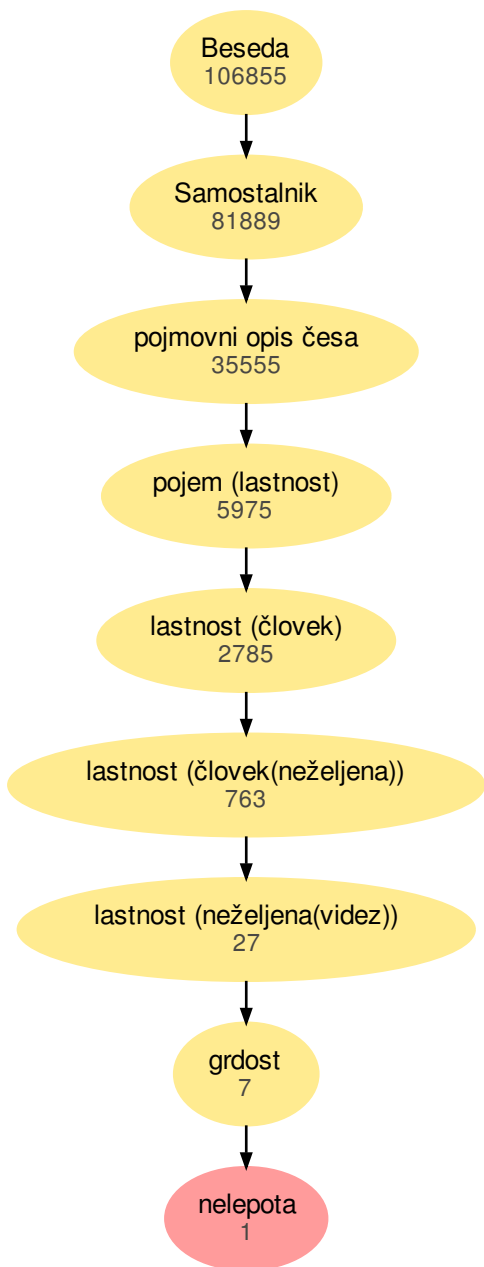 Beseda
106855
Samostalnik
81889
pojmovni opis česa
35555
pojem (lastnost)
5975
lastnost (človek)
2785
lastnost (človek(neželjena))
763
lastnost (neželjena(videz))
27
grdost
7
nelepota
1